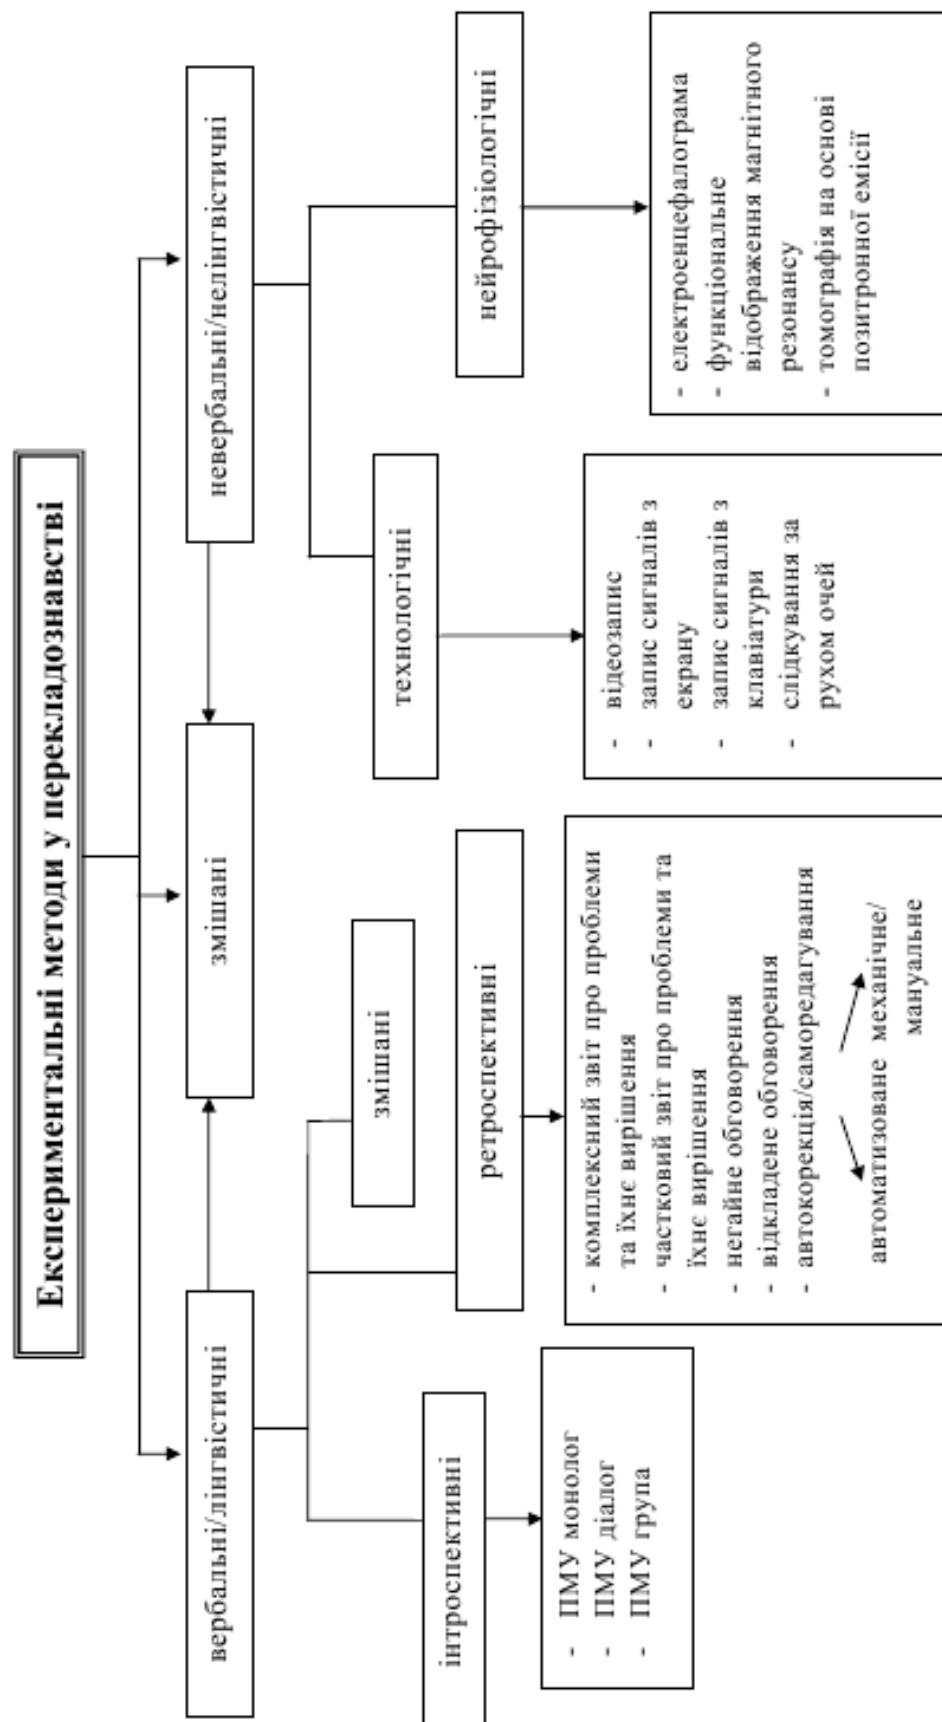 Експериментальні методи у перекладознавстві
вербальні/лінгвістичні
змішані
невербальні/нелінгвістичні
інтроспективні
ретроспективні
змішані
технологічні
нейрофізіологічні
- ПМУ монолог
- ПМУ діалог
- ПМУ група
- комплексний звіт про проблеми
та їхнє вирішення
- частковий звіт про проблеми та
їхнє вирішення
- негайне обговорення
- відкладене обговорення
- автокорекція/саморедагування
автоматизоване механічне/
мануальне
- відеозапис
- запис сигналів з
екрану
- запис сигналів з
клавіатури
- слідкування за
рухом очей
- електроенцефалограма
- функціональне
відображення магнітного
резонансу
- томографія на основі
позитронної емісії